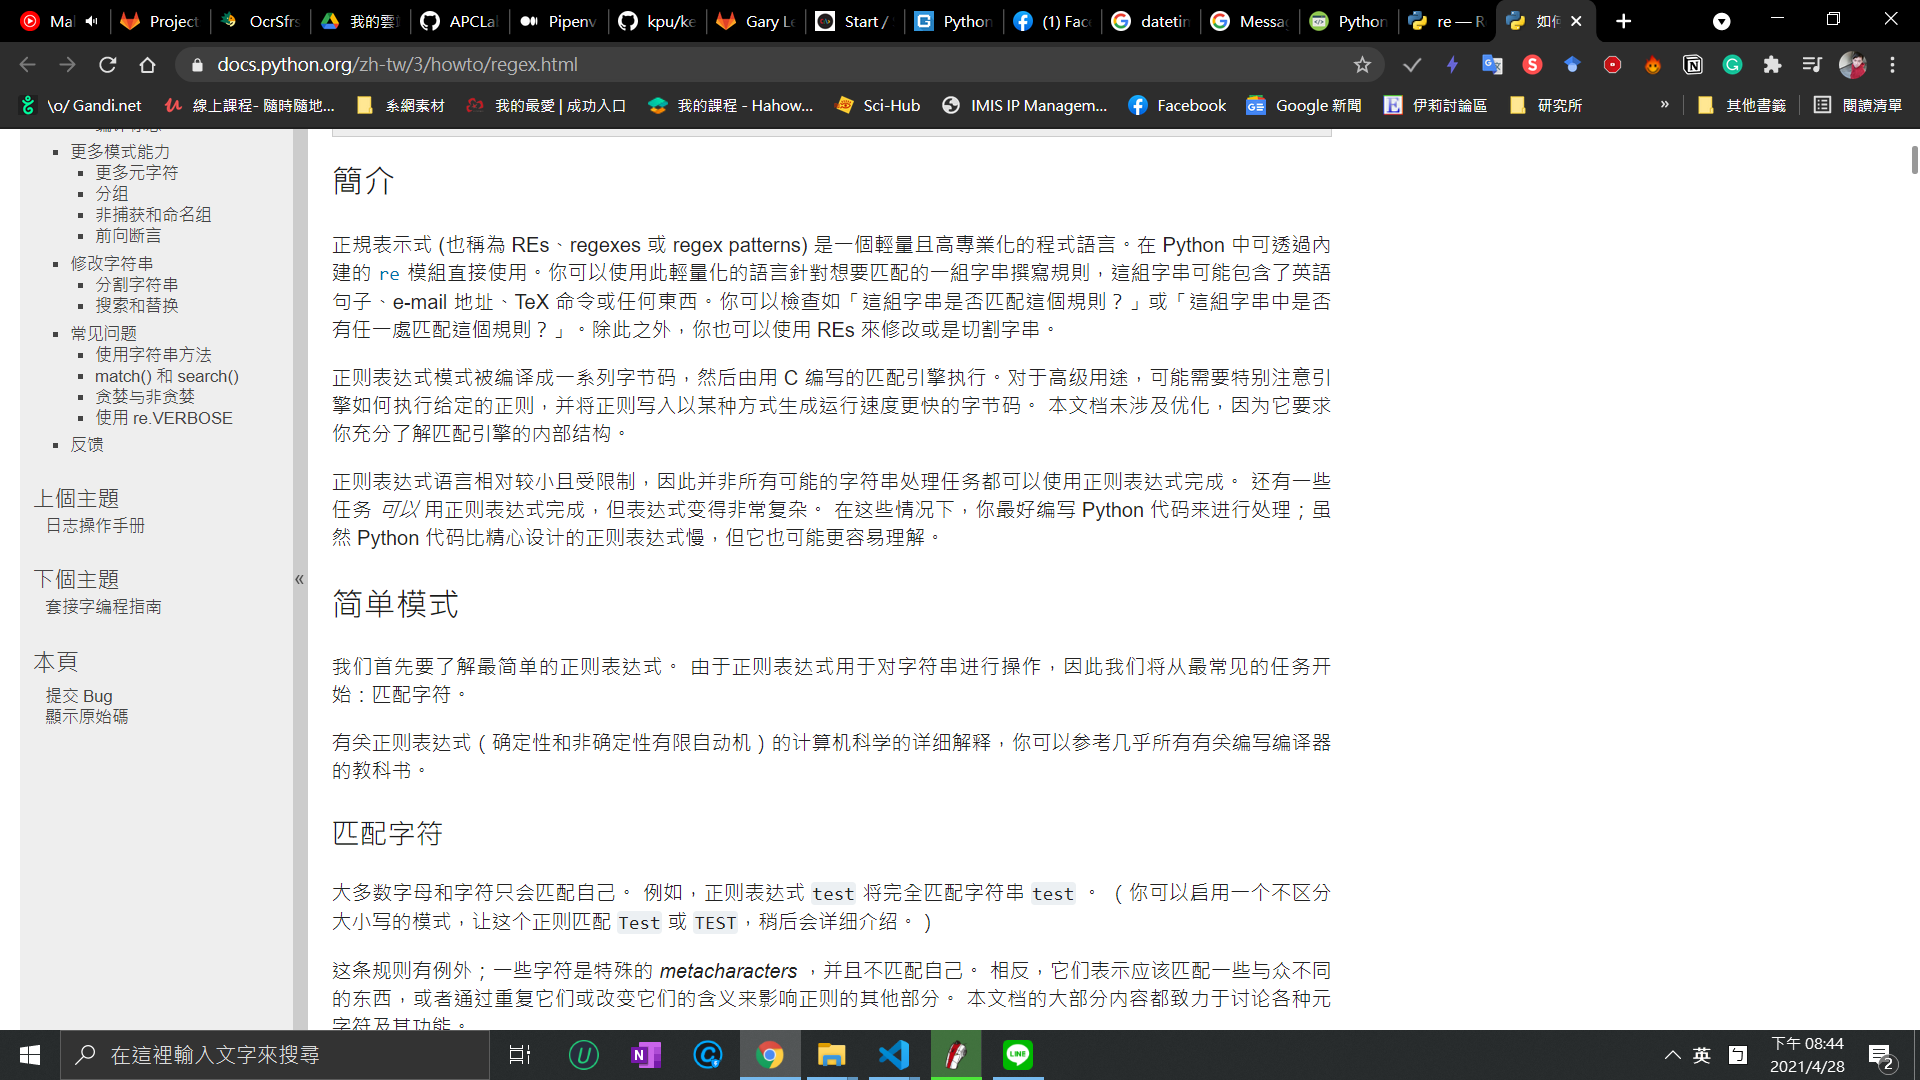 Mal
Project
OcrSfrs
我的雲
APCLa
Pipenv
kpu/ke
Gary Le
Start /
Python
(1) Fac
datetin
Messa
Python
re — R
如何
docs.python.org/zh-tw/3/howto/regex.html
\o/ Gandi.net
線上課程- 隨時隨地...
系網素材
我的最愛 | 成功入口
我的課程 - Hahow...
Sci-Hub
IMIS IP Managem...
Facebook
Google 新聞
伊莉討論區
研究所
»
其他書籤
閱讀清單
更多模式能力
更多元字符
分组
非捕获和命名组
前向断言
修改字符串
分割字符串
搜索和替换
常见问题
使用字符串方法
match() 和 search()
贪婪与非贪婪
使用 re.VERBOSE
反馈
上個主題
日志操作手册
下個主題
套接字编程指南
本頁
提交 Bug
顯示原始碼
«
簡介
正規表示式 (也稱為 REs、regexes 或 regex patterns) 是一個輕量且高專業化的程式語言。在 Python 中可透過內
建的 re 模組直接使用。你可以使用此輕量化的語言針對想要匹配的一組字串撰寫規則，這組字串可能包含了英語
句子、e-mail 地址、TeX 命令或任何東西。你可以檢查如「這組字串是否匹配這個規則？」或「這組字串中是否
有任一處匹配這個規則？」。除此之外，你也可以使用 REs 來修改或是切割字串。
正则表达式模式被编译成一系列字节码，然后由用 C 编写的匹配引擎执行。对于高级用途，可能需要特别注意引
擎如何执行给定的正则，并将正则写入以某种方式生成运行速度更快的字节码。 本文档未涉及优化，因为它要求
你充分了解匹配引擎的内部结构。
正则表达式语言相对较小且受限制，因此并非所有可能的字符串处理任务都可以使用正则表达式完成。 还有一些
任务 可以 用正则表达式完成，但表达式变得非常复杂。 在这些情况下，你最好编写 Python 代码来进行处理；虽
然 Python 代码比精心设计的正则表达式慢，但它也可能更容易理解。
简单模式
我们首先要了解最简单的正则表达式。 由于正则表达式用于对字符串进行操作，因此我们将从最常见的任务开
始：匹配字符。
有关正则表达式（确定性和非确定性有限自动机）的计算机科学的详细解释，你可以参考几乎所有有关编写编译器
的教科书。
匹配字符
大多数字母和字符只会匹配自己。 例如，正则表达式 test 将完全匹配字符串 test 。 （你可以启用一个不区分
大小写的模式，让这个正则匹配 Test 或 TEST，稍后会详细介绍。）
这条规则有例外；一些字符是特殊的 metacharacters ，并且不匹配自己。 相反，它们表示应该匹配一些与众不同
的东西，或者通过重复它们或改变它们的含义来影响正则的其他部分。 本文档的大部分内容都致力于讨论各种元
字符及其功能。
在這裡輸入文字來搜尋
英
下午 08:44
2021/4/28
2